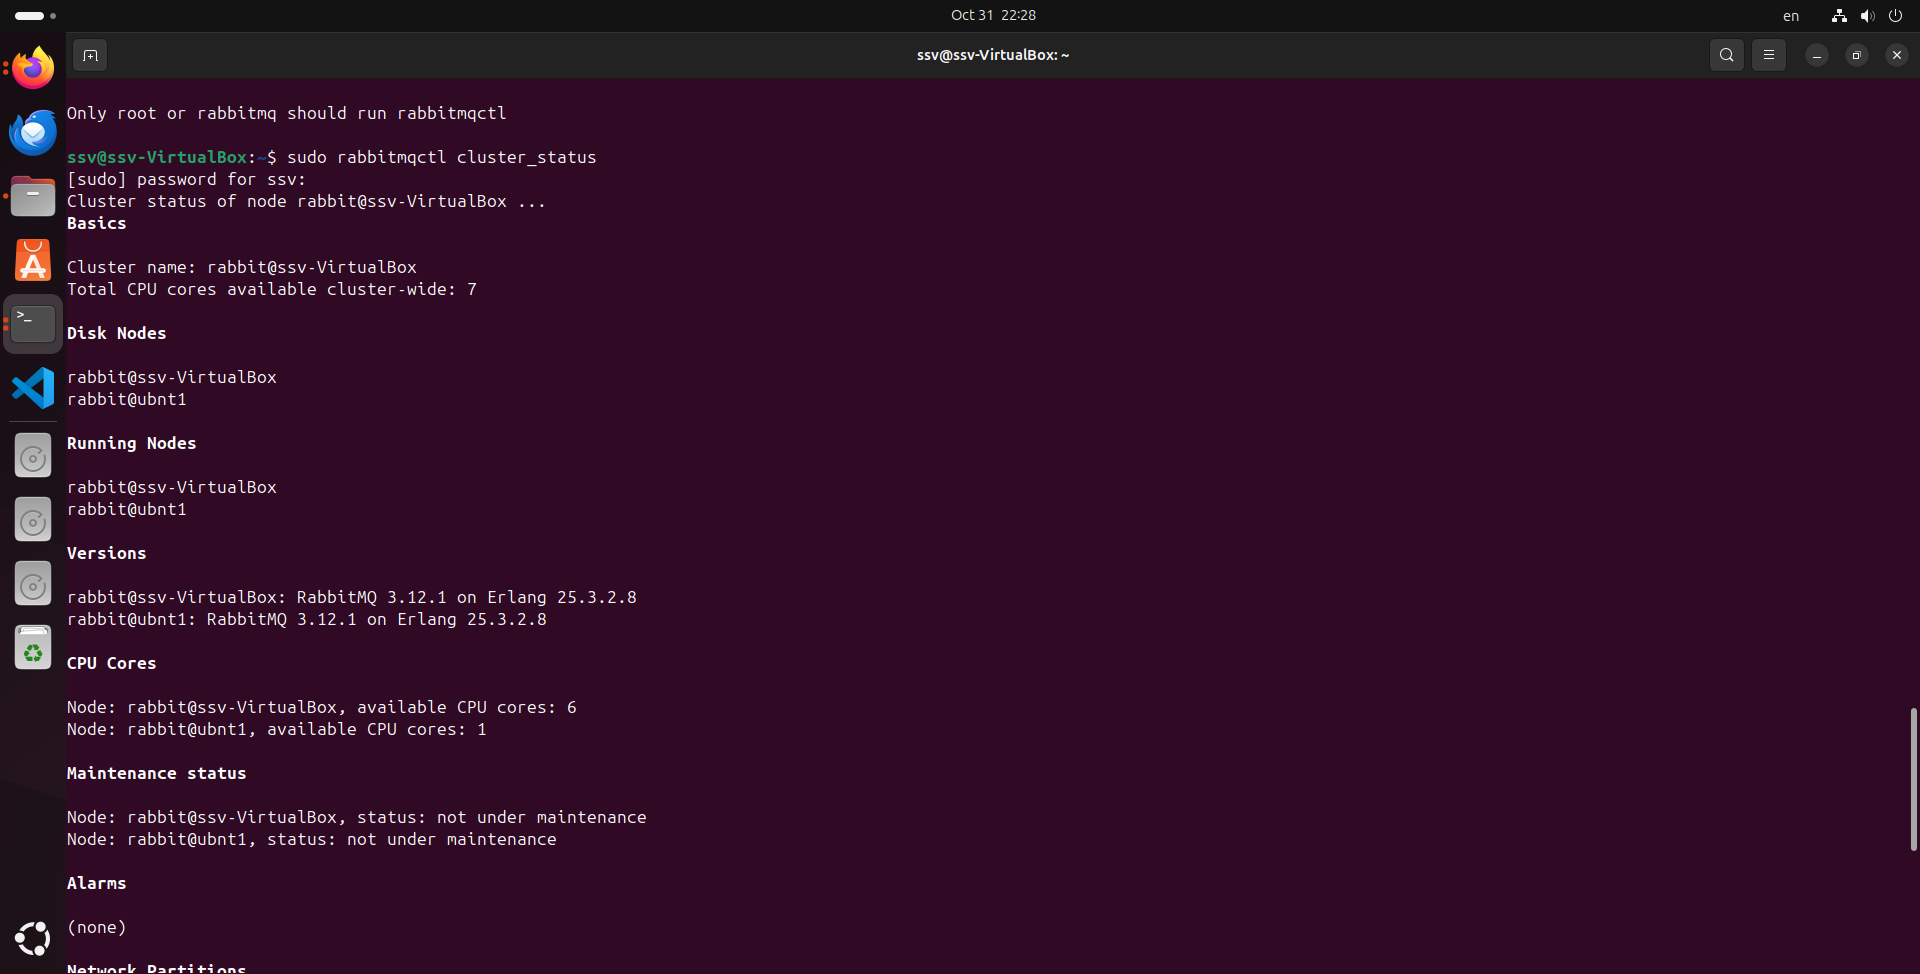 Oct 31 22:28
en
ssv@ssv-VirtualBox: ~
Only root or rabbitmq should run rabbitmqctl
ssv@ssv-VirtualBox:~$ sudo rabbitmqctl cluster_status
[sudo] password for ssv:
Cluster status of node rabbit@ssv-VirtualBox ...
Basics
Cluster name: rabbit@ssv-VirtualBox
Total CPU cores available cluster-wide: 7
Disk Nodes
rabbit@ssv-VirtualBox
rabbit@ubnt1
Running Nodes
rabbit@ssv-VirtualBox
rabbit@ubnt1
Versions
rabbit@ssv-VirtualBox: RabbitMQ 3.12.1 on Erlang 25.3.2.8
rabbit@ubnt1: RabbitMQ 3.12.1 on Erlang 25.3.2.8
CPU Cores
Node: rabbit@ssv-VirtualBox, available CPU cores: 6
Node: rabbit@ubnt1, available CPU cores: 1
Maintenance status
Node: rabbit@ssv-VirtualBox, status: not under maintenance
Node: rabbit@ubnt1, status: not under maintenance
Alarms
(none)
Network Partitions